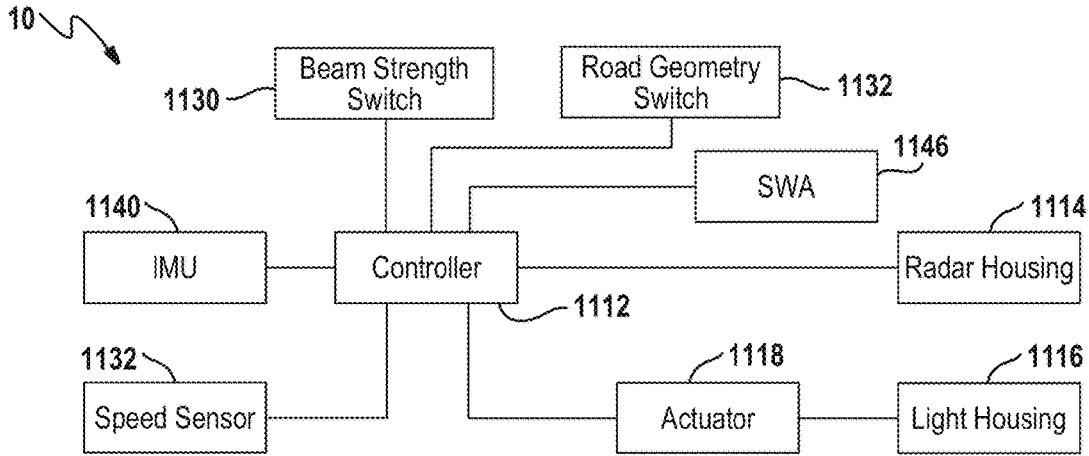 10
Beam Strength
Switch
1130
Road Geometry
Switch
1132
SWA
1146
1140
IMU
Controller
1112
1114
Radar Housing
1132
Speed Sensor
1118
Actuator
1116
Light Housing